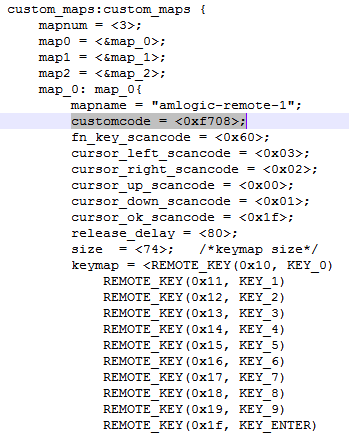 custom_maps:custom_maps {
mapnum = <3>;
map0 = <&map_0>;
map1 = <&map_1>;
map2 = <&map_2>;
map_0: map_0{
mapname = "amlogic-remote-1";
customcode = <0xf708>;
fn_key_scancode = <0x60>;
cursor_left_scancode = <0x03>;
cursor_right_scancode = <0x02>;
cursor_up_scancode = <0x00>;
cursor_down_scancode = <0x01>;
cursor_ok_scancode = <0x1f>;
release_delay = <80>;
size  = <74>;   /*keymap size*/
keymap = <REMOTE_KEY(0x10, KEY_0)
REMOTE_KEY(0x11, KEY_1)
REMOTE_KEY(0x12, KEY_2)
REMOTE_KEY(0x13, KEY_3)
REMOTE_KEY(0x14, KEY_4)
REMOTE_KEY(0x15, KEY_5)
REMOTE_KEY(0x16, KEY_6)
REMOTE_KEY(0x17, KEY_7)
REMOTE_KEY(0x18, KEY_8)
REMOTE_KEY(0x19, KEY_9)
REMOTE_KEY(0x1f, KEY_ENTER)